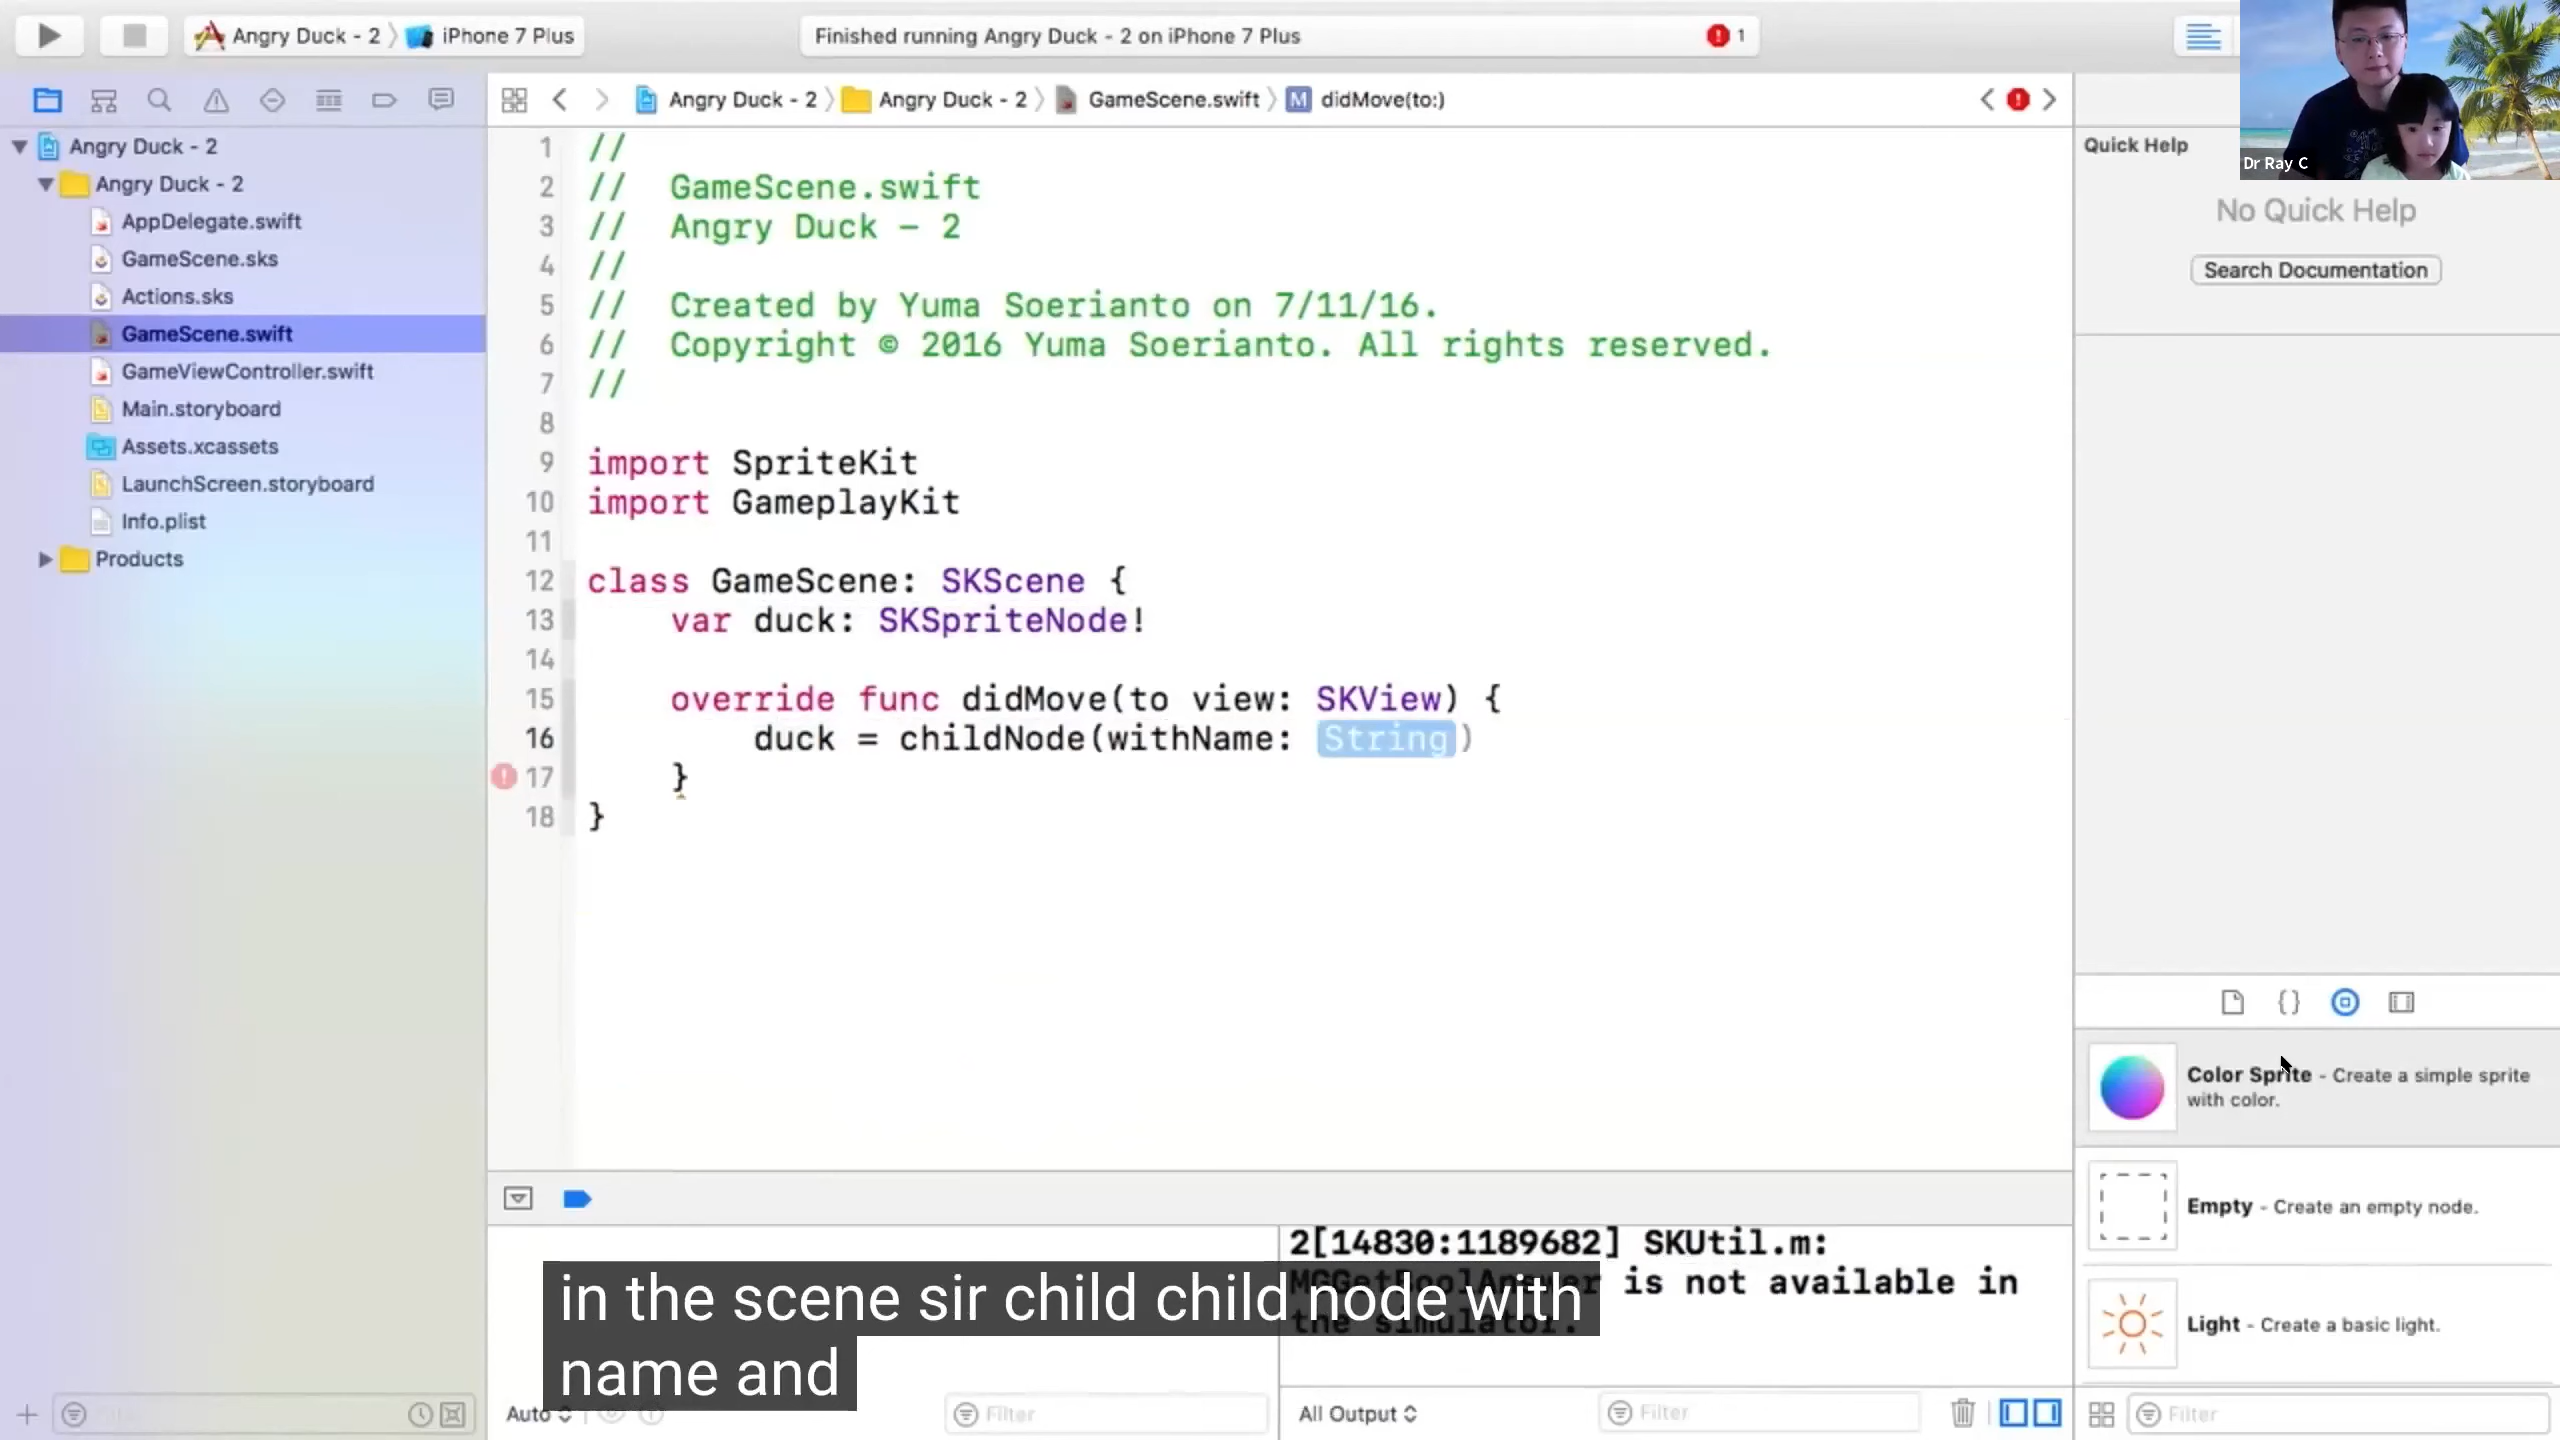 Angry Duck - 2 〉 iPhone 7 Plus
Finished running Angry Duck - 2 on iPhone 7 Plus
1
Angry Duck - 2 〉 Angry Duck - 2 〉 GameScene.swift 〉 M didMove(to:)
Angry Duck - 2
Angry Duck - 2
AppDelegate.swift
GameScene.sks
Actions.sks
GameScene.swift
GameViewController.swift
Main.storyboard
Assets.xcassets
LaunchScreen.storyboard
Info.plist
Products
1 //
2 //  GameScene.swift
3 //  Angry Duck – 2
4 //
5 //  Created by Yuma Soerianto on 7/11/16.
6 //  Copyright © 2016 Yuma Soerianto. All rights reserved.
7 //
8
9 import SpriteKit
10 import GameplayKit
11
12 class GameScene: SKScene {
13     var duck: SKSpriteNode!
14
15     override func didMove(to view: SKView) {
16         duck = childNode(withName: String)
17     }
18 }
Dr Ray C
Quick Help
No Quick Help
Search Documentation
Color Sprite - Create a simple sprite
with color.
Empty - Create an empty node.
Light - Create a basic light.
2[14830:1189682] SKUtil.m:
MGGetBoolAnswer is not available in
the simulator.
in the scene sir child child node with
name and
Filter
Auto
Filter
All Output
Filter
Filter